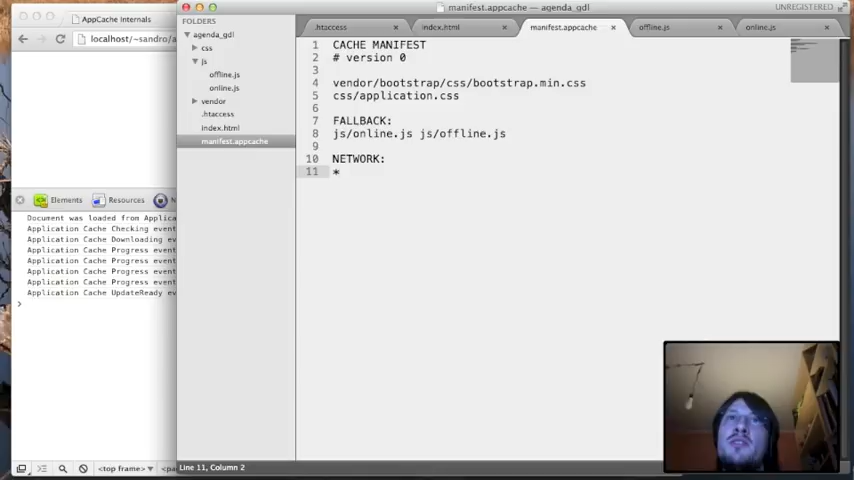 AppCache Internals
localhost/~sandro/a
Elements
Resources
N
Document was loaded from Applica
Application Cache Checking event
Application Cache Downloading ev
Application Cache Progress event
Application Cache Progress event
Application Cache Progress event
Application Cache Progress event
Application Cache UpdateReady ev
>
<top frame>
<pa
manifest.appcache — agenda_gdl
UNREGISTERED
FOLDERS
agenda_gdl
css
js
offline.js
online.js
vendor
.htaccess
index.html
manifest.appcache
.htaccess
index.html
manifest.appcache
offline.js
online.js
1 CACHE MANIFEST
2 # version 0
3
4 vendor/bootstrap/css/bootstrap.min.css
5 css/application.css
6
7 FALLBACK:
8 js/online.js js/offline.js
9
10 NETWORK:
11 *
Line 11, Column 2